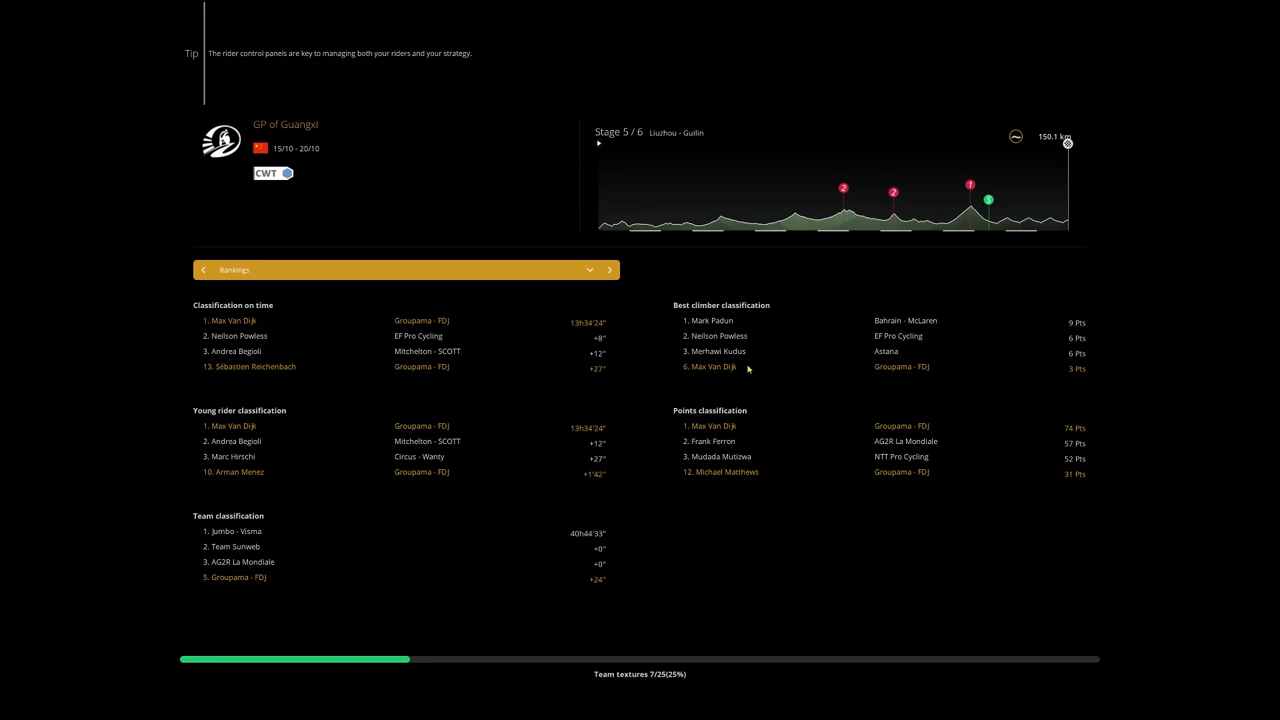 Tip
The rider control panels are key to managing both your riders and your strategy.
GP of Guangxi
15/10 - 20/10
CWT
Stage 5 / 6 Liuzhou - Guilin
150.1 km
2 2 1 S
Rankings
Classification on time
1. Max Van Dijk Groupama - FDJ 13h34'24"
2. Neilson Powless EF Pro Cycling +8"
3. Andrea Begioli Mitchelton - SCOTT +12"
13. Sébastien Reichenbach Groupama - FDJ +27"
Best climber classification
1. Mark Padun Bahrain - McLaren 9 Pts
2. Neilson Powless EF Pro Cycling 6 Pts
3. Merhawi Kudus Astana 6 Pts
6. Max Van Dijk Groupama - FDJ 3 Pts
Young rider classification
1. Max Van Dijk Groupama - FDJ 13h34'24"
2. Andrea Begioli Mitchelton - SCOTT +12"
3. Marc Hirschi Circus - Wanty +27"
10. Arman Menez Groupama - FDJ +1'42"
Points classification
1. Max Van Dijk Groupama - FDJ 74 Pts
2. Frank Ferron AG2R La Mondiale 57 Pts
3. Mudada Mutizwa NTT Pro Cycling 52 Pts
12. Michael Matthews Groupama - FDJ 31 Pts
Team classification
1. Jumbo - Visma 40h44'33"
2. Team Sunweb +0"
3. AG2R La Mondiale +0"
5. Groupama - FDJ +24"
Team textures 7/25(25%)